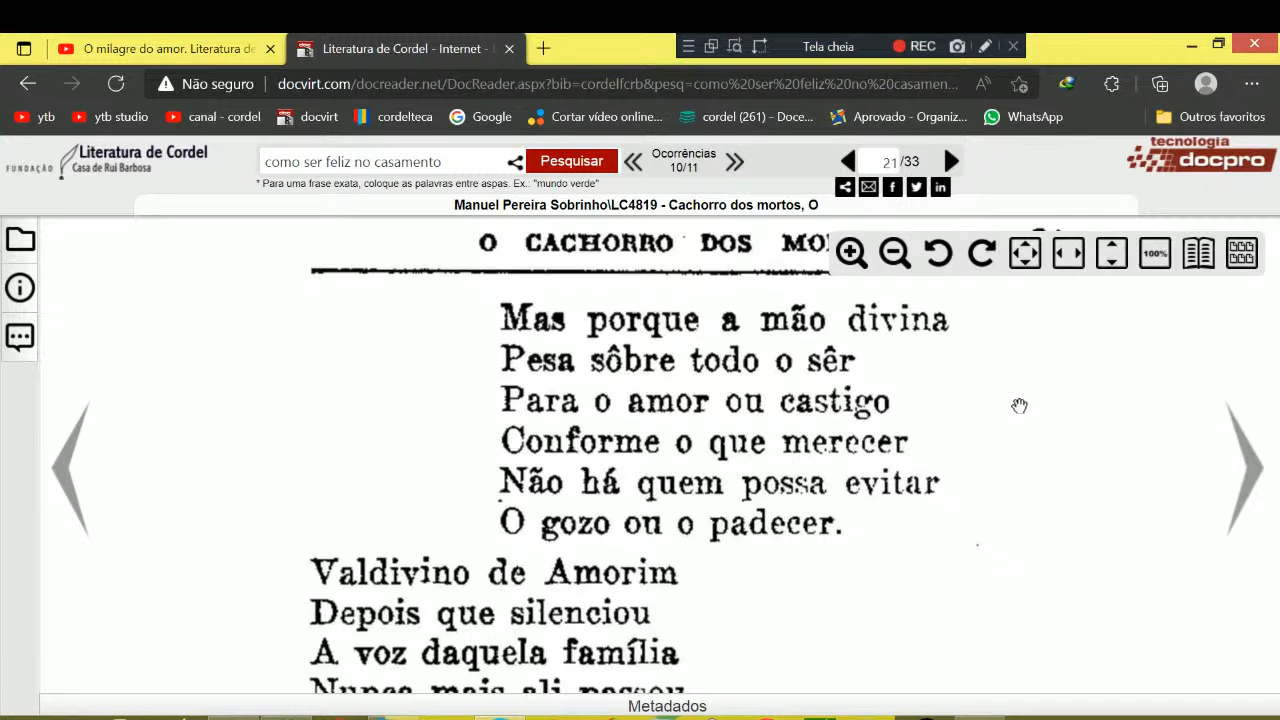 O milagre do amor. Literatura de
Literatura de Cordel - Internet -
Tela cheia
REC
Não seguro
docvirt.com/docreader.net/DocReader.aspx?bib=cordelfcrb&pesq=como%20ser%20feliz%20no%20casamen...
ytb
ytb studio
canal - cordel
docvirt
cordelteca
Google
Cortar vídeo online...
cordel (261) - Doce...
Aprovado - Organiz...
WhatsApp
Outros favoritos
FUNDAÇÃO
Literatura de Cordel
Casa de Rui Barbosa
como ser feliz no casamento
Pesquisar
Ocorrências
10/11
21 /33
tecnologia
docpro
* Para uma frase exata, coloque as palavras entre aspas. Ex.: "mundo verde"
Manuel Pereira Sobrinho\LC4819 - Cachorro dos mortos, O
100%
O CACHORRO DOS
Mas porque a mão divina
Pesa sôbre todo o sêr
Para o amor ou castigo
Conforme o que merecer
Não há quem possa evitar
O gozo ou o padecer.
Valdivino de Amorim
Depois que silenciou
A voz daquela família
Nunca mais ali passou
Metadados